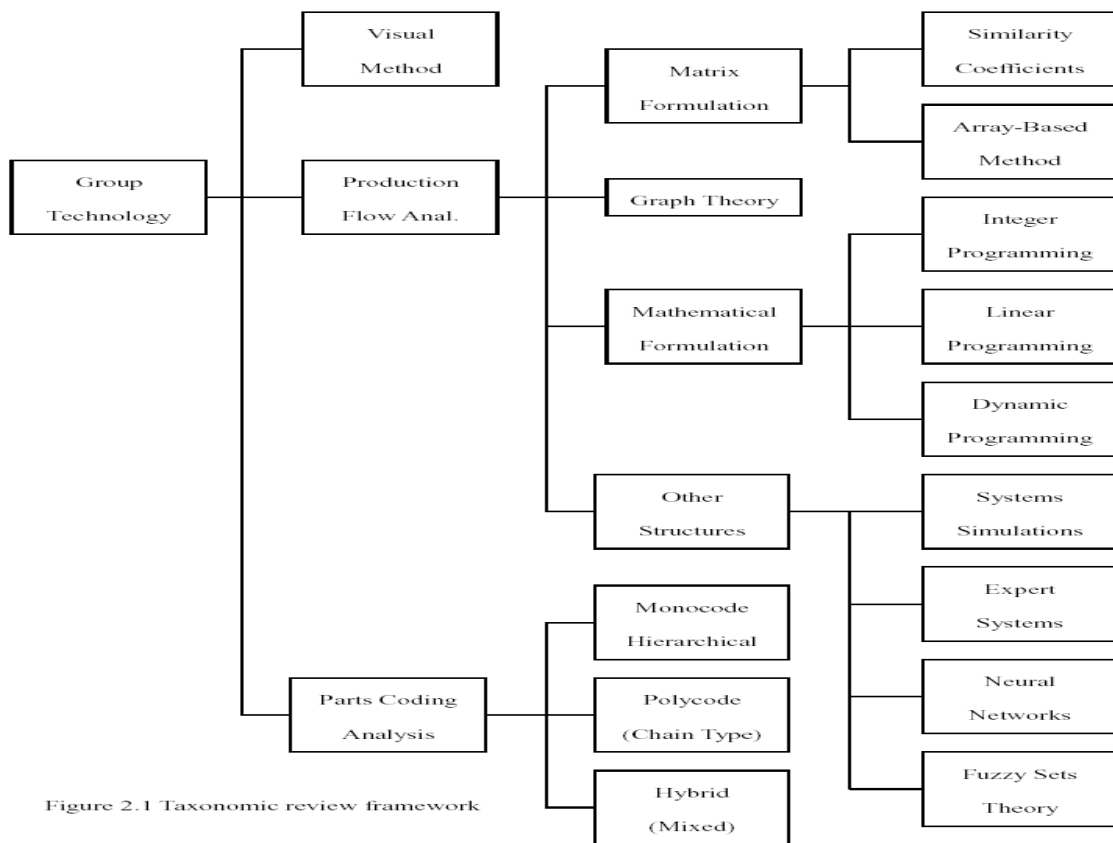 Group
Technology
Visual
Method
Production
Flow Anal.
Matrix
Formulation
Similarity
Coefficients
Array-Based
Method
Graph Theory
Mathematical
Formulation
Integer
Programming
Linear
Programming
Dynamic
Programming
Other
Structures
Systems
Simulations
Expert
Systems
Neural
Networks
Fuzzy Sets
Theory
Parts Coding
Analysis
Monocode
Hierarchical
Polycode
(Chain Type)
Hybrid
(Mixed)
Figure 2.1 Taxonomic review framework